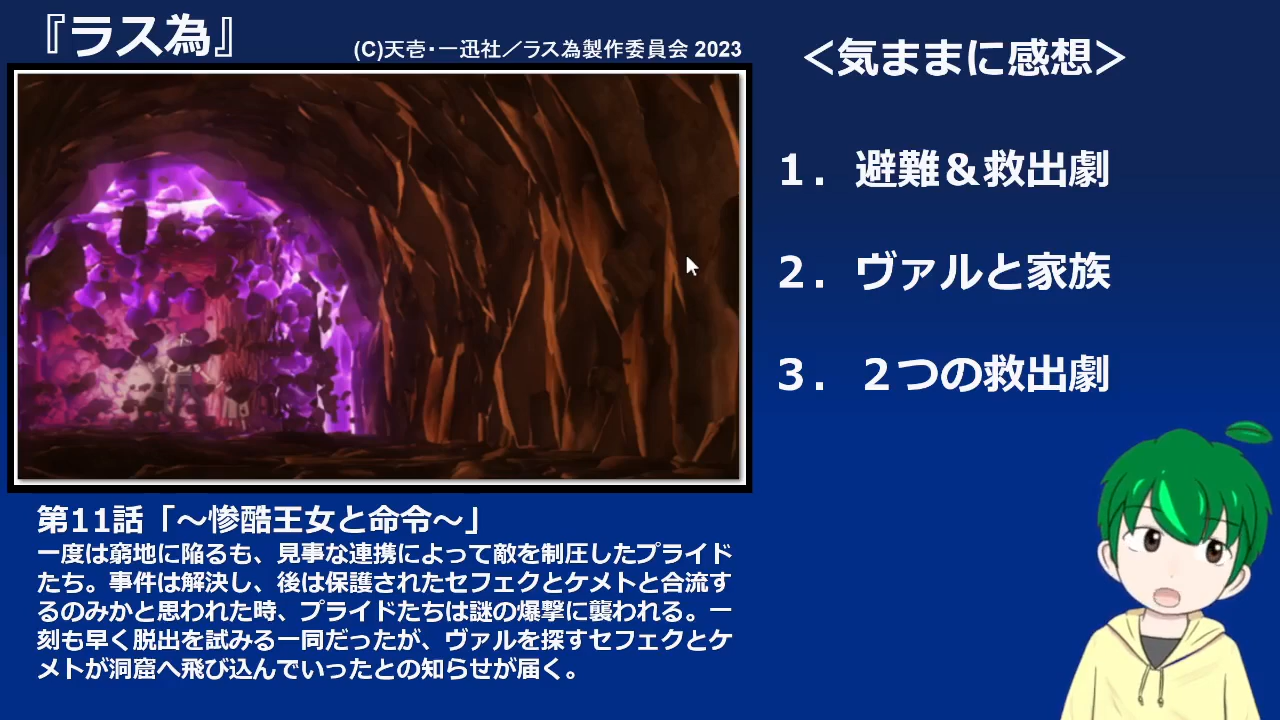 『ラス為』
(C)天壱・一迅社／ラス為製作委員会 2023
＜気ままに感想＞
１．避難＆救出劇
２．ヴァルと家族
３．２つの救出劇
第11話「～惨酷王女と命令～」
一度は窮地に陥るも、見事な連携によって敵を制圧したプライド
たち。事件は解決し、後は保護されたセフェクとケメトと合流す
るのみかと思われた時、プライドたちは謎の爆撃に襲われる。一
刻も早く脱出を試みる一同だったが、ヴァルを探すセフェクとケ
メトが洞窟へ飛び込んでいったとの知らせが届く。